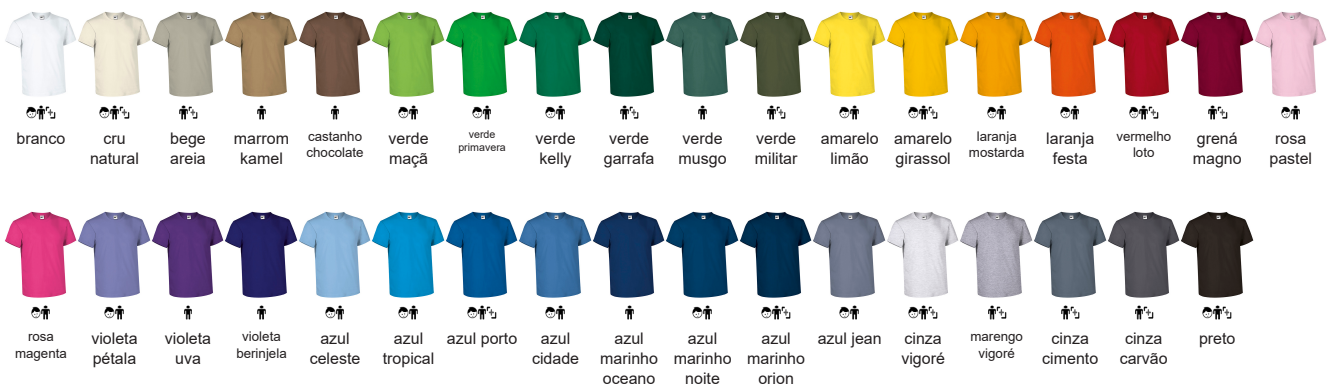 branco
cru
natural
bege
areia
marrom
kamel
castanho
chocolate
verde
maçã
verde
primavera
verde
kelly
verde
garrafa
verde
musgo
verde
militar
amarelo
limão
amarelo
girassol
laranja
mostarda
laranja
festa
vermelho
loto
grená
magno
rosa
pastel
rosa
magenta
violeta
pétala
violeta
uva
violeta
berinjela
azul
celeste
azul
tropical
azul porto
azul
cidade
azul
marinho
oceano
azul
marinho
noite
azul
marinho
orion
azul jean
cinza
vigoré
marengo
vigoré
cinza
cimento
cinza
carvão
preto